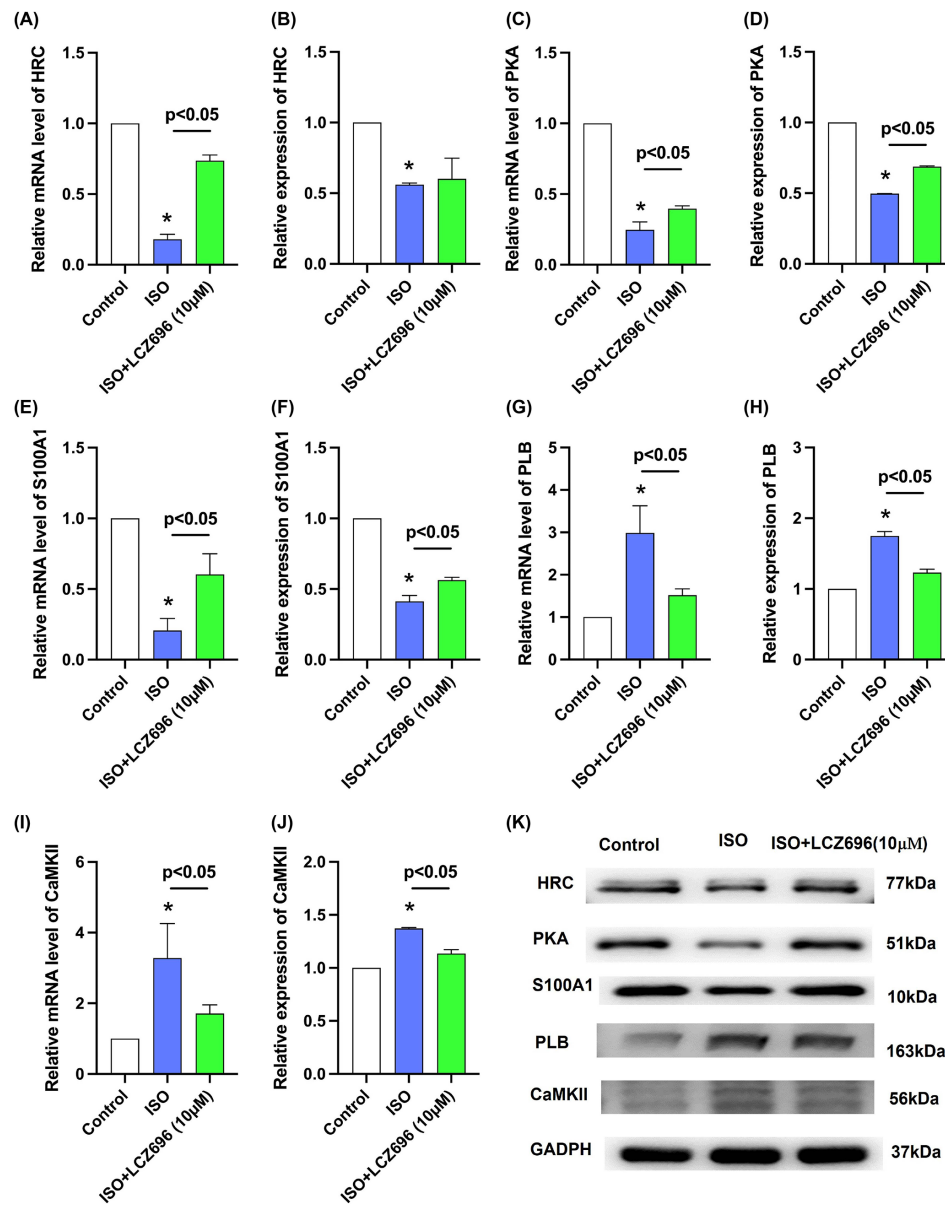 (A)
Relative mRNA level of HRC
1.5
1.0
0.5
0.0
p<0.05
*
Control
ISO
ISO+LCZ696 (10μM)
(B)
Relative expression of HRC
1.5
1.0
0.5
0.0
*
Control
ISO
ISO+LCZ696 (10μM)
(C)
Relative mRNA level of PKA
1.5
1.0
0.5
0.0
p<0.05
*
Control
ISO
ISO+LCZ696 (10μM)
(D)
Relative expression of PKA
1.5
1.0
0.5
0.0
p<0.05
*
Control
ISO
ISO+LCZ696 (10μM)
(E)
Relative mRNA level of S100A1
1.5
1.0
0.5
0.0
p<0.05
*
Control
ISO
ISO+LCZ696 (10μM)
(F)
Relative expression of S100A1
1.5
1.0
0.5
0.0
p<0.05
*
Control
ISO
ISO+LCZ696 (10μM)
(G)
Relative mRNA level of PLB
5
4
3
2
1
0
p<0.05
*
Control
ISO
ISO+LCZ696 (10μM)
(H)
Relative expression of PLB
3
2
1
0
p<0.05
*
Control
ISO
ISO+LCZ696 (10μM)
(I)
Relative mRNA level of CaMKII
6
4
2
0
p<0.05
*
Control
ISO
ISO+LCZ696 (10μM)
(J)
Relative expression of CaMKII
2.0
1.5
1.0
0.5
0.0
p<0.05
*
Control
ISO
ISO+LCZ696 (10μM)
(K)
Control ISO ISO+LCZ696(10μM)
HRC 77kDa
PKA 51kDa
S100A1 10kDa
PLB 163kDa
CaMKII 56kDa
GADPH 37kDa